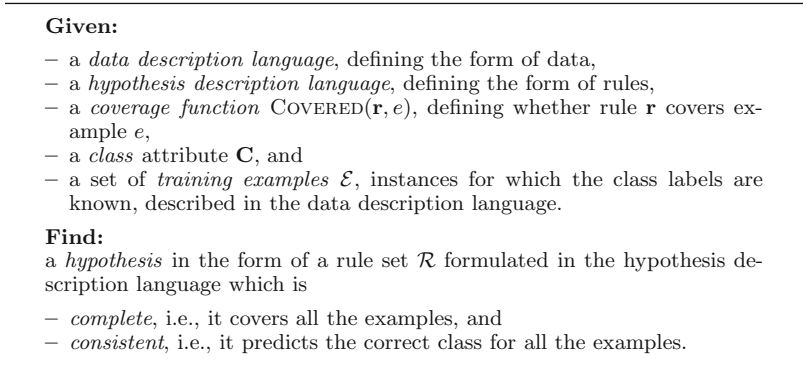 Given:
– a data description language, defining the form of data,
– a hypothesis description language, defining the form of rules,
– a coverage function COVERED(r, e), defining whether rule r covers ex-
ample e,
– a class attribute C, and
– a set of training examples ℰ, instances for which the class labels are
known, described in the data description language.
Find:
a hypothesis in the form of a rule set ℛ formulated in the hypothesis de-
scription language which is
– complete, i.e., it covers all the examples, and
– consistent, i.e., it predicts the correct class for all the examples.